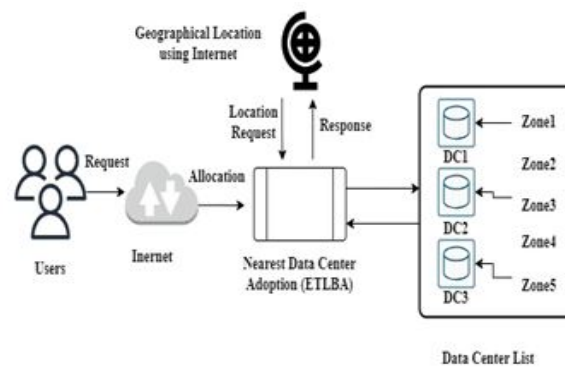 Geographical Location
using Internet
Location
Request
Response
Request
Allocation
Users
Inernet
Nearest Data Center
Adoption (ETLBA)
DC1
Zone1
Zone2
DC2
Zone3
Zone4
DC3
Zone5
Data Center List